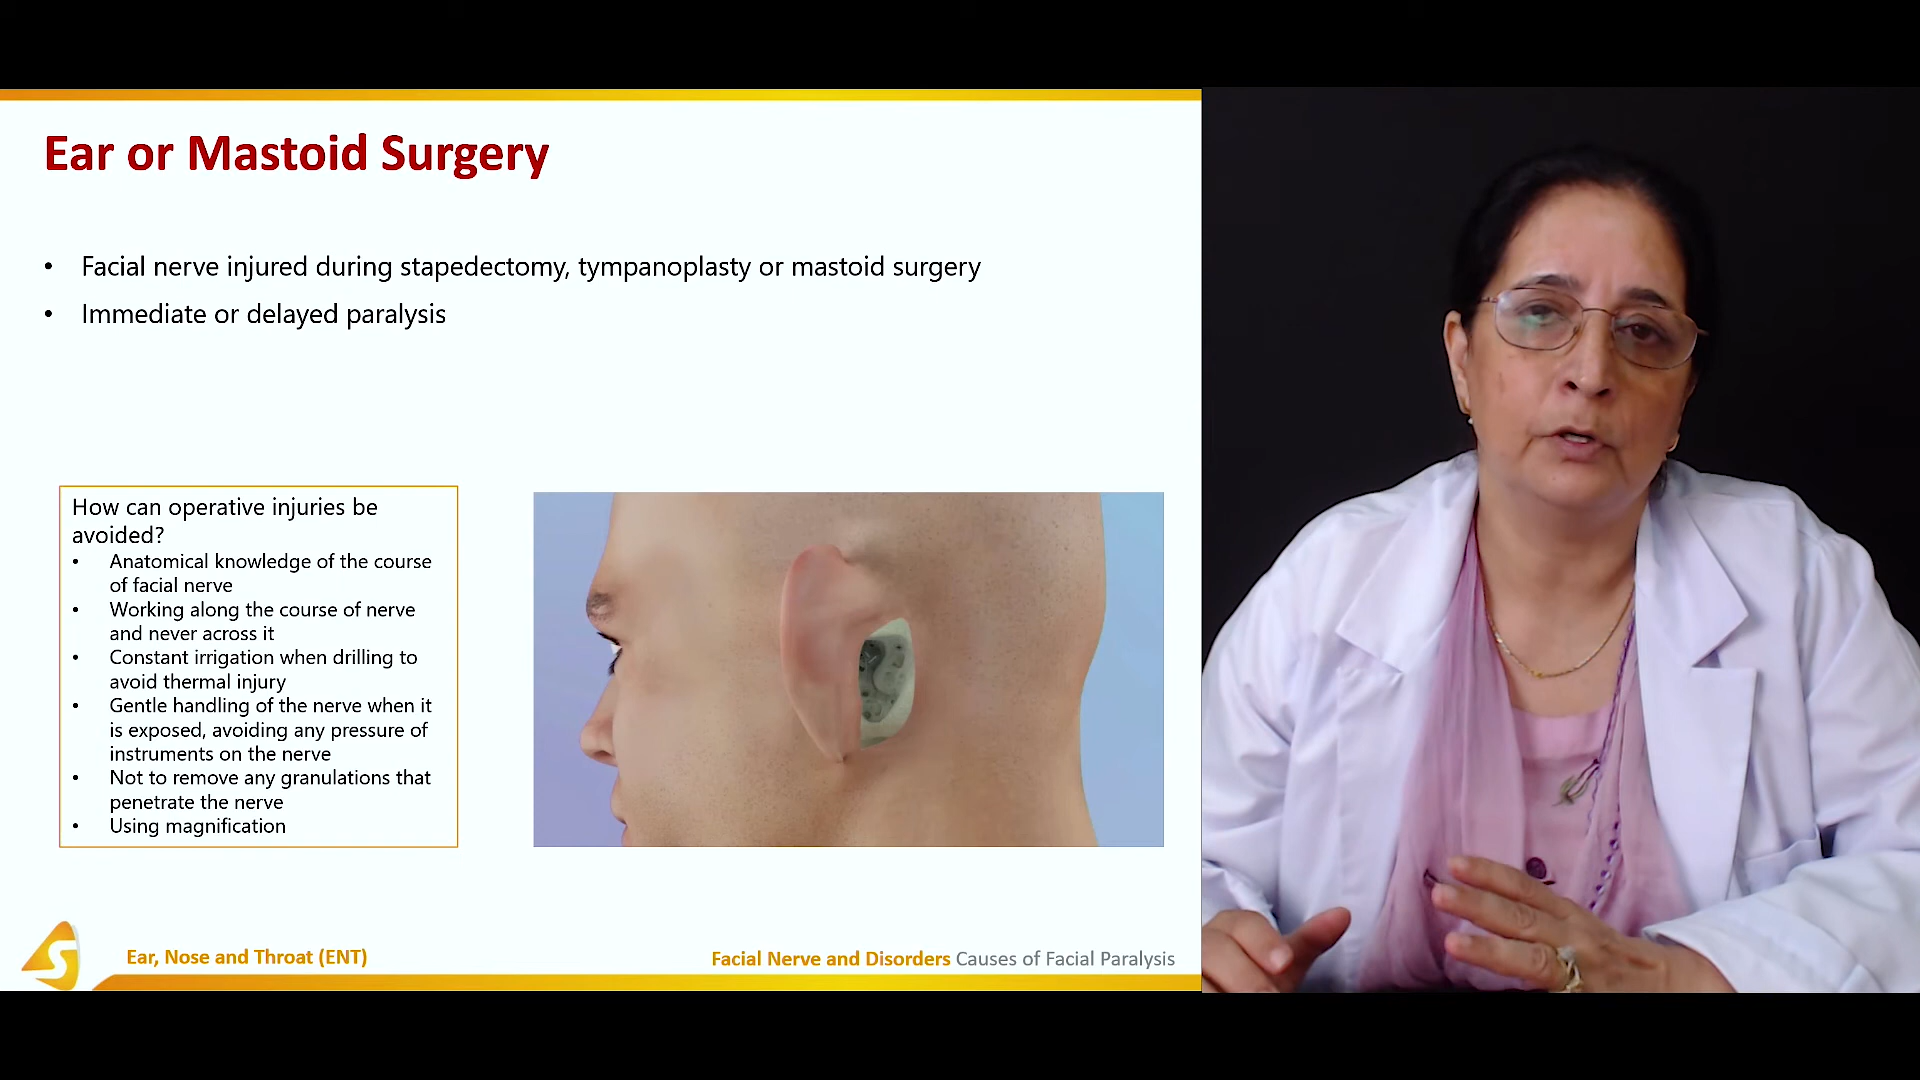 Ear or Mastoid Surgery
• Facial nerve injured during stapedectomy, tympanoplasty or mastoid surgery
• Immediate or delayed paralysis
How can operative injuries be
avoided?
• Anatomical knowledge of the course
of facial nerve
• Working along the course of nerve
and never across it
• Constant irrigation when drilling to
avoid thermal injury
• Gentle handling of the nerve when it
is exposed, avoiding any pressure of
instruments on the nerve
• Not to remove any granulations that
penetrate the nerve
• Using magnification
S
Ear, Nose and Throat (ENT)
Facial Nerve and Disorders Causes of Facial Paralysis